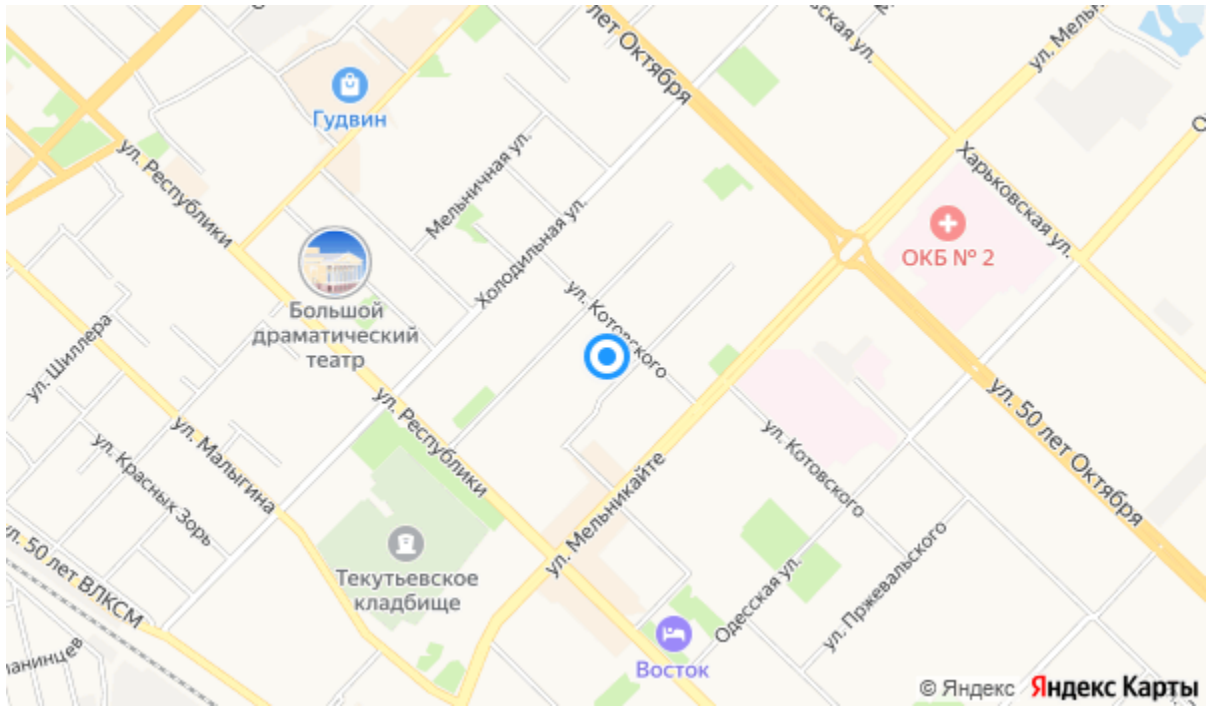 лет Октября
ская ул.
ул. Мельни
Гудвин
ул. Республики
Мельничная ул.
Харьковская ул.
Холодильная ул.
ОКБ № 2
Большой
драматический
театр
ул. Котовского
ул. Шиллера
ул. Малыгина
ул. Республики
ул. 50 лет Октября
ул. Красных Зорь
ул. Котовского
ул. Мельникайте
ул. 50 лет ВЛКСМ
Текутьевское
кладбище
ул. Пржевальского
Одесская ул.
Восток
анинцев
© Яндекс Яндекс Карты